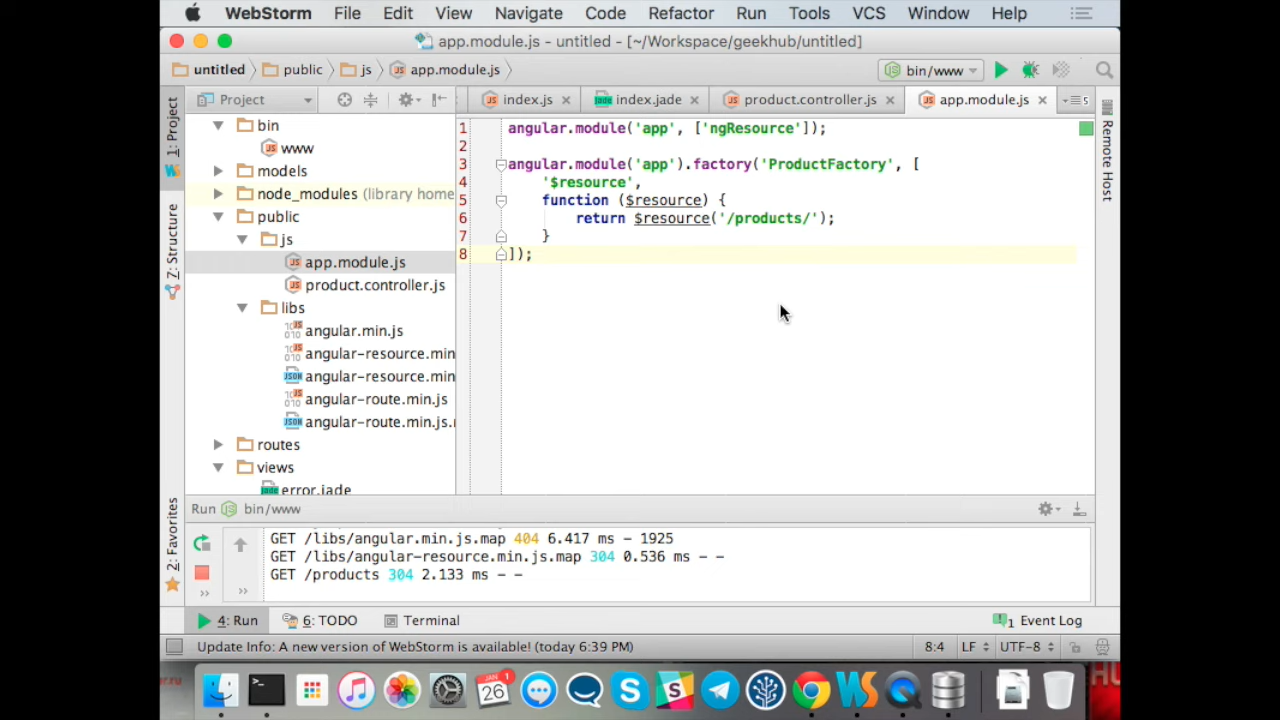 WebStorm File Edit View Navigate Code Refactor Run Tools VCS Window Help
app.module.js - untitled - [~/Workspace/geekhub/untitled]
untitled public js app.module.js bin/www
Project index.js index.jade product.controller.js app.module.js 5
1: Project
7: Structure
2: Favorites
Remote Host
bin
www
models
node_modules (library home
public
js
app.module.js
product.controller.js
libs
angular.min.js
angular-resource.min
angular-resource.min
angular-route.min.js
angular-route.min.js.
routes
views
error.jade
1 angular.module('app', ['ngResource']);
2
3 angular.module('app').factory('ProductFactory', [
4 '$resource',
5 function ($resource) {
6 return $resource('/products/');
7 }
8 ]);
Run bin/www
GET /libs/angular.min.js.map 404 6.417 ms - 1925
GET /libs/angular-resource.min.js.map 304 0.536 ms - -
GET /products 304 2.133 ms - -
4: Run 6: TODO Terminal 1 Event Log
Update Info: A new version of WebStorm is available! (today 6:39 PM) 8:4 LF UTF-8
JAN 26 1 WS